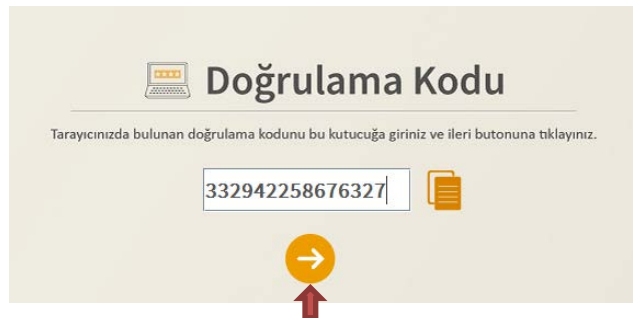 Doğrulama Kodu
Tarayıcınızda bulunan doğrulama kodunu bu kutucuğa giriniz ve ileri butonuna tıklayınız.
332942258676327